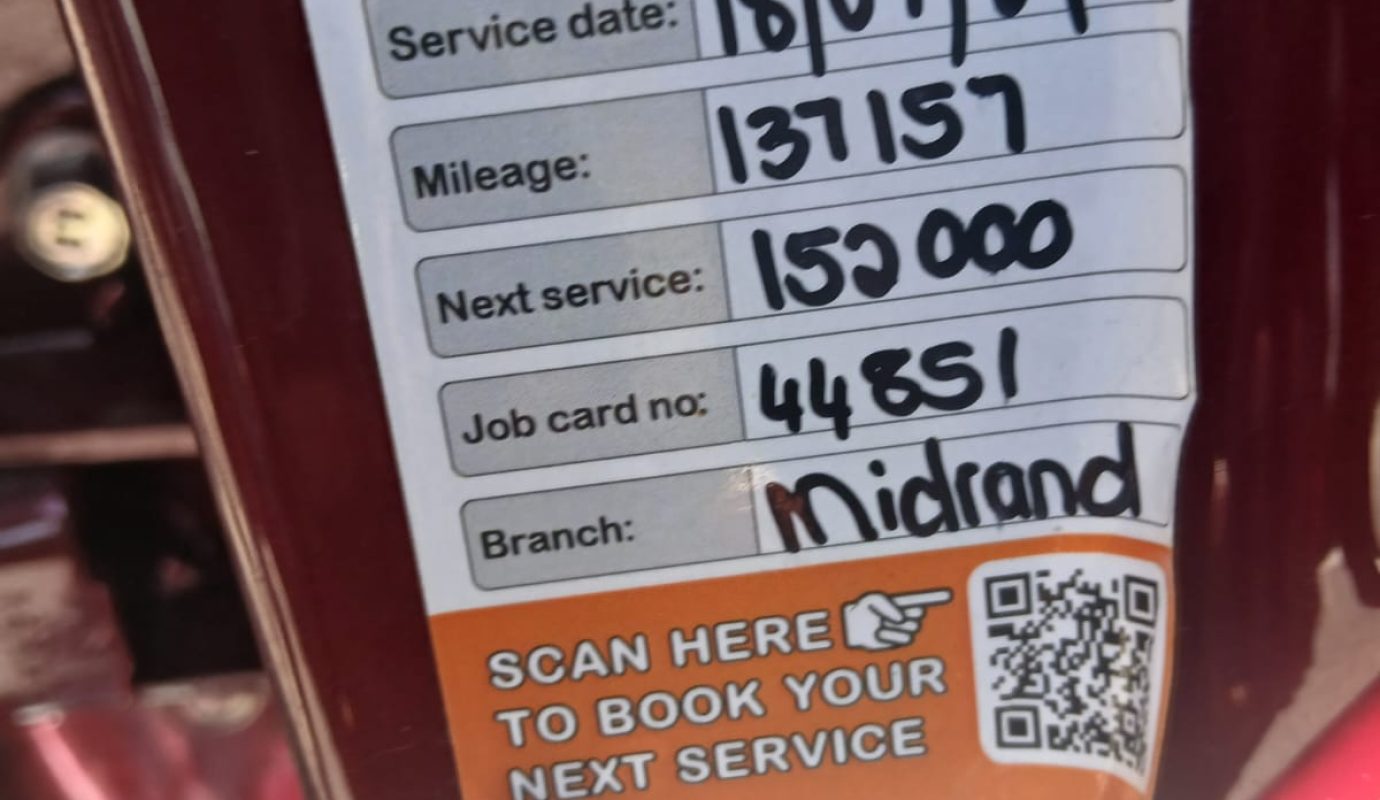 Service date:
Mileage: 137157
Next service: 152000
Job card no: 44851
Branch: Midrand
SCAN HERE
TO BOOK YOUR
NEXT SERVICE